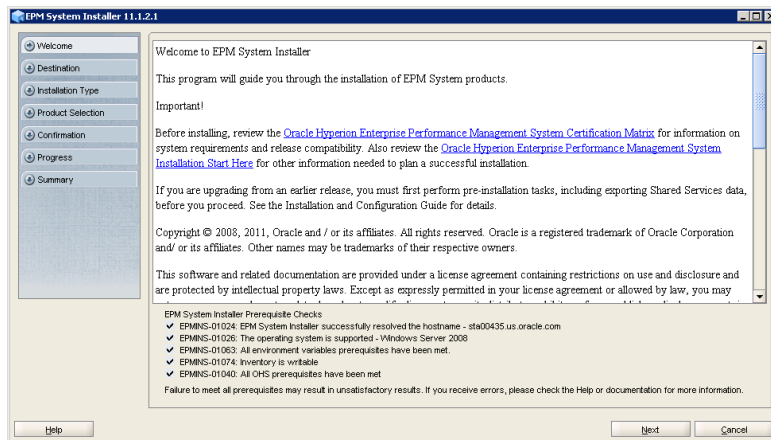 EPM System Installer 11.1.2.1
Welcome
Destination
Installation Type
Product Selection
Confirmation
Progress
Summary
Welcome to EPM System Installer
This program will guide you through the installation of EPM System products.
Important!
Before installing, review the Oracle Hyperion Enterprise Performance Management System Certification Matrix for information on
system requirements and release compatibility. Also review the Oracle Hyperion Enterprise Performance Management System
Installation Start Here for other information needed to plan a successful installation.
If you are upgrading from an earlier release, you must first perform pre-installation tasks, including exporting Shared Services data,
before you proceed. See the Installation and Configuration Guide for details.
Copyright © 2008, 2011, Oracle and / or its affiliates. All rights reserved. Oracle is a registered trademark of Oracle Corporation
and/ or its affiliates. Other names may be trademarks of their respective owners.
This software and related documentation are provided under a license agreement containing restrictions on use and disclosure and
are protected by intellectual property laws. Except as expressly permitted in your license agreement or allowed by law, you may
EPM System Installer Prerequisite Checks
EPMINS-01024: EPM System Installer successfully resolved the hostname - sta00435.us.oracle.com
EPMINS-01026: The operating system is supported - Windows Server 2008
EPMINS-01063: All environment variables prerequisites have been met.
EPMINS-01074: Inventory is writable
EPMINS-01040: All OHS prerequisites have been met
Failure to meet all prerequisites may result in unsatisfactory results. If you receive errors, please check the Help or documentation for more information.
Help
Next
Cancel